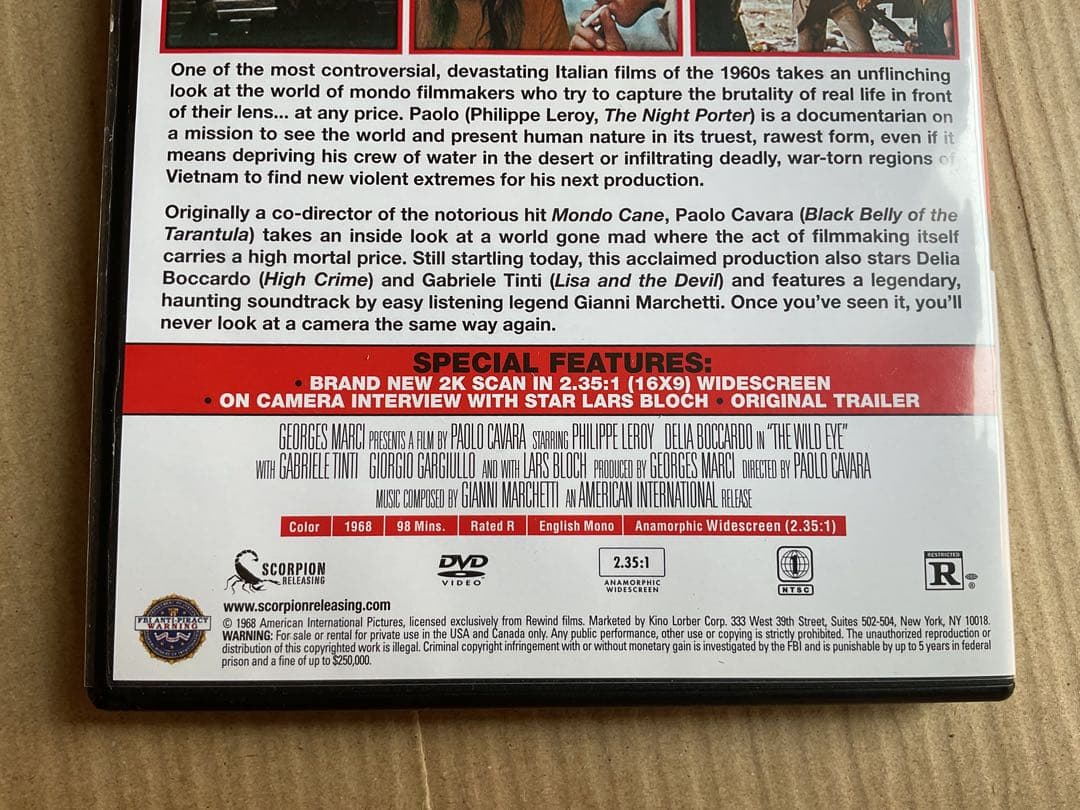 One of the most controversial, devastating Italian films of the 1960s takes an unflinching
look at the world of mondo filmmakers who try to capture the brutality of real life in front
of their lens... at any price. Paolo (Philippe Leroy, The Night Porter) is a documentarian on
a mission to see the world and present human nature in its truest, rawest form, even if it
means depriving his crew of water in the desert or infiltrating deadly, war-torn regions of
Vietnam to find new violent extremes for his next production.
Originally a co-director of the notorious hit Mondo Cane, Paolo Cavara (Black Belly of the
Tarantula) takes an inside look at a world gone mad where the act of filmmaking itself
carries a high mortal price. Still startling today, this acclaimed production also stars Delia
Boccardo (High Crime) and Gabriele Tinti (Lisa and the Devil) and features a legendary,
haunting soundtrack by easy listening legend Gianni Marchetti. Once you've seen it, you'll
never look at a camera the same way again.
SPECIAL FEATURES:
• BRAND NEW 2K SCAN IN 2.35:1 (16X9) WIDESCREEN
• ON CAMERA INTERVIEW WITH STAR LARS BLOCH • ORIGINAL TRAILER
GEORGES MARCI PRESENTS A FILM BY PAOLO CAVARA STARRING PHILIPPE LEROY DELIA BOCCARDO IN "THE WILD EYE"
WITH GABRIELE TINTI GIORGIO GARGIULLO AND WITH LARS BLOCH PRODUCED BY GEORGES MARCI DIRECTED BY PAOLO CAVARA
MUSIC COMPOSED BY GIANNI MARCHETTI AN AMERICAN INTERNATIONAL RELEASE
Color 1968 98 Mins. Rated R English Mono Anamorphic Widescreen (2.35:1)
SCORPION
RELEASING
DVD
VIDEO
2.35:1
ANAMORPHIC
WIDESCREEN
1
NTSC
RESTRICTED
R
®
www.scorpionreleasing.com
FBI ANTI-PIRACY
WARNING
© 1968 American International Pictures, licensed exclusively from Rewind films. Marketed by Kino Lorber Corp. 333 West 39th Street, Suites 502-504, New York, NY 10018.
WARNING: For sale or rental for private use in the USA and Canada only. Any public performance, other use or copying is strictly prohibited. The unauthorized reproduction or
distribution of this copyrighted work is illegal. Criminal copyright infringement with or without monetary gain is investigated by the FBI and is punishable by up to 5 years in federal
prison and a fine of up to $250,000.